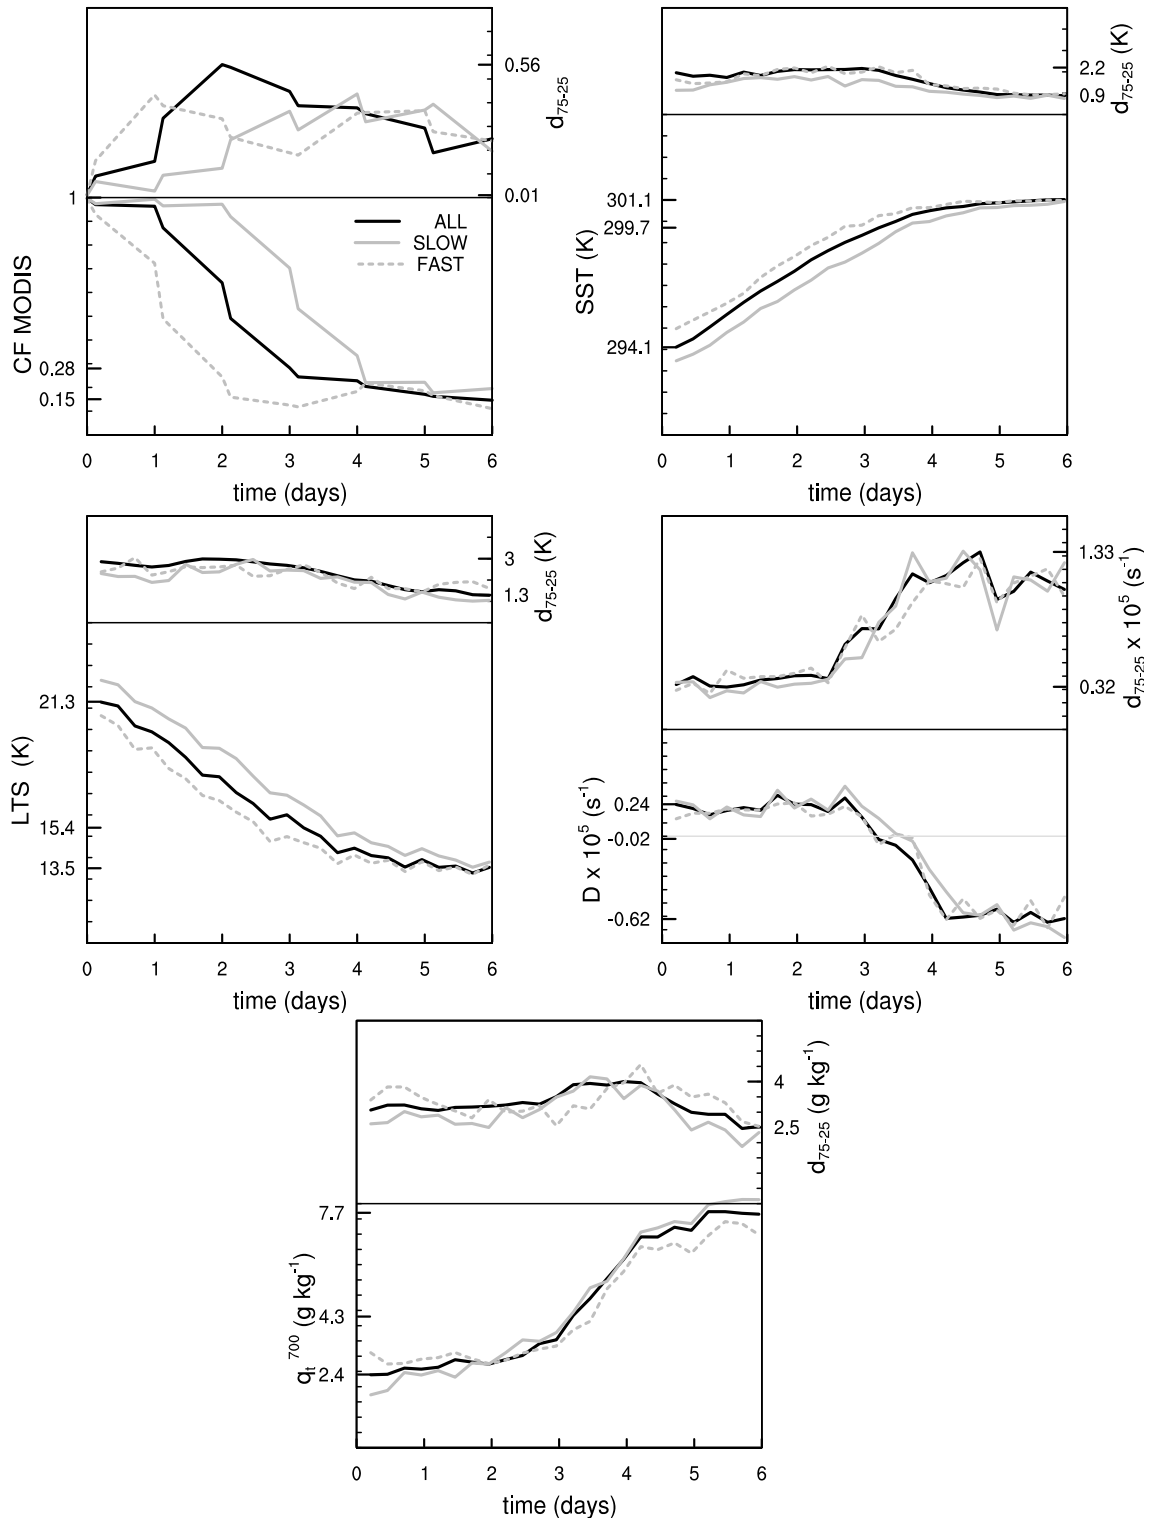 0.56
0.01
d75-25
1
0.28
0.15
CF MODIS
ALL
SLOW
FAST
0 1 2 3 4 5 6
time (days)
2.2
0.9
d75-25 (K)
301.1
299.7
294.1
SST (K)
0 1 2 3 4 5 6
time (days)
3
1.3
d75-25 (K)
21.3
15.4
13.5
LTS (K)
0 1 2 3 4 5 6
time (days)
1.33
0.32
d75-25 x 10⁵ (s⁻¹)
0.24
-0.02
-0.62
D x 10⁵ (s⁻¹)
0 1 2 3 4 5 6
time (days)
4
2.5
d75-25 (g kg⁻¹)
7.7
4.3
2.4
qt⁷⁰⁰ (g kg⁻¹)
0 1 2 3 4 5 6
time (days)